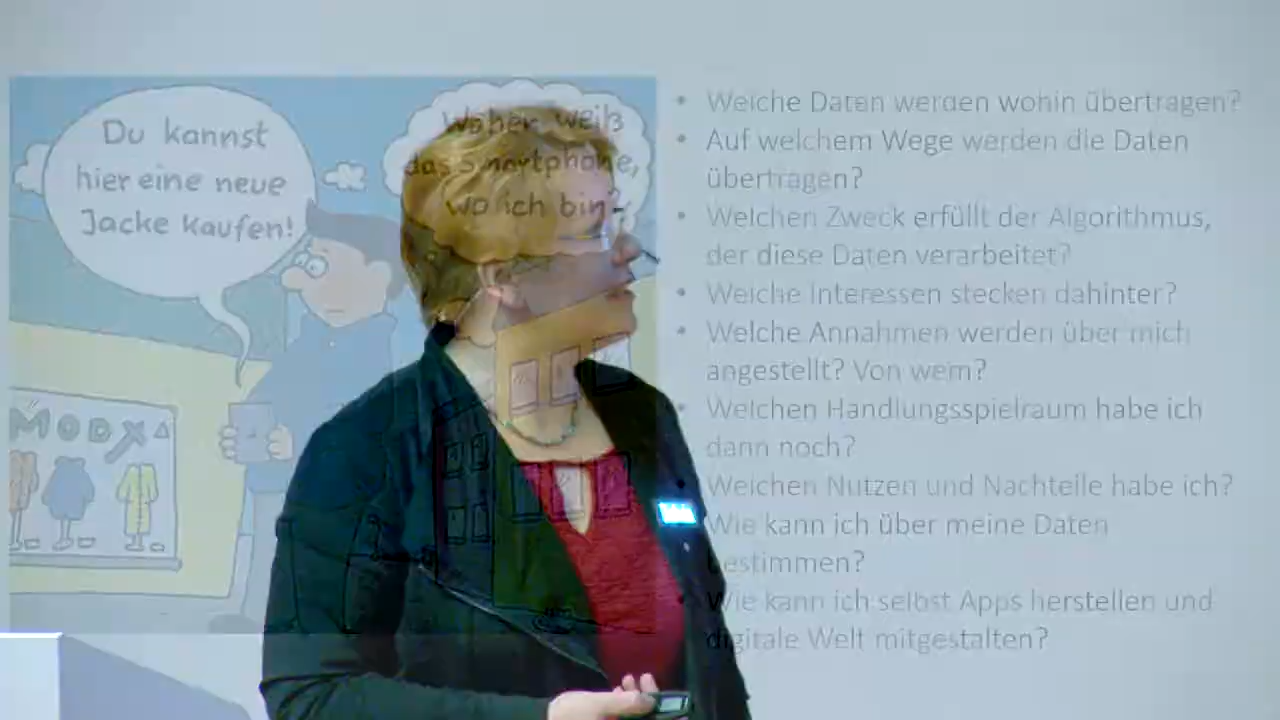 Du kannst
hier eine neue
Jacke kaufen!
Woher weiß
das Smartphone,
wo ich bin?
MODA
• Welche Daten werden wohin übertragen?
• Auf welchem Wege werden die Daten
übertragen?
• Welchen Zweck erfüllt der Algorithmus,
der diese Daten verarbeitet?
• Welche Interessen stecken dahinter?
• Welche Annahmen werden über mich
angestellt? Von wem?
• Welchen Handlungsspielraum habe ich
dann noch?
• Welchen Nutzen und Nachteile habe ich?
• Wie kann ich über meine Daten
bestimmen?
• Wie kann ich selbst Apps herstellen und
digitale Welt mitgestalten?